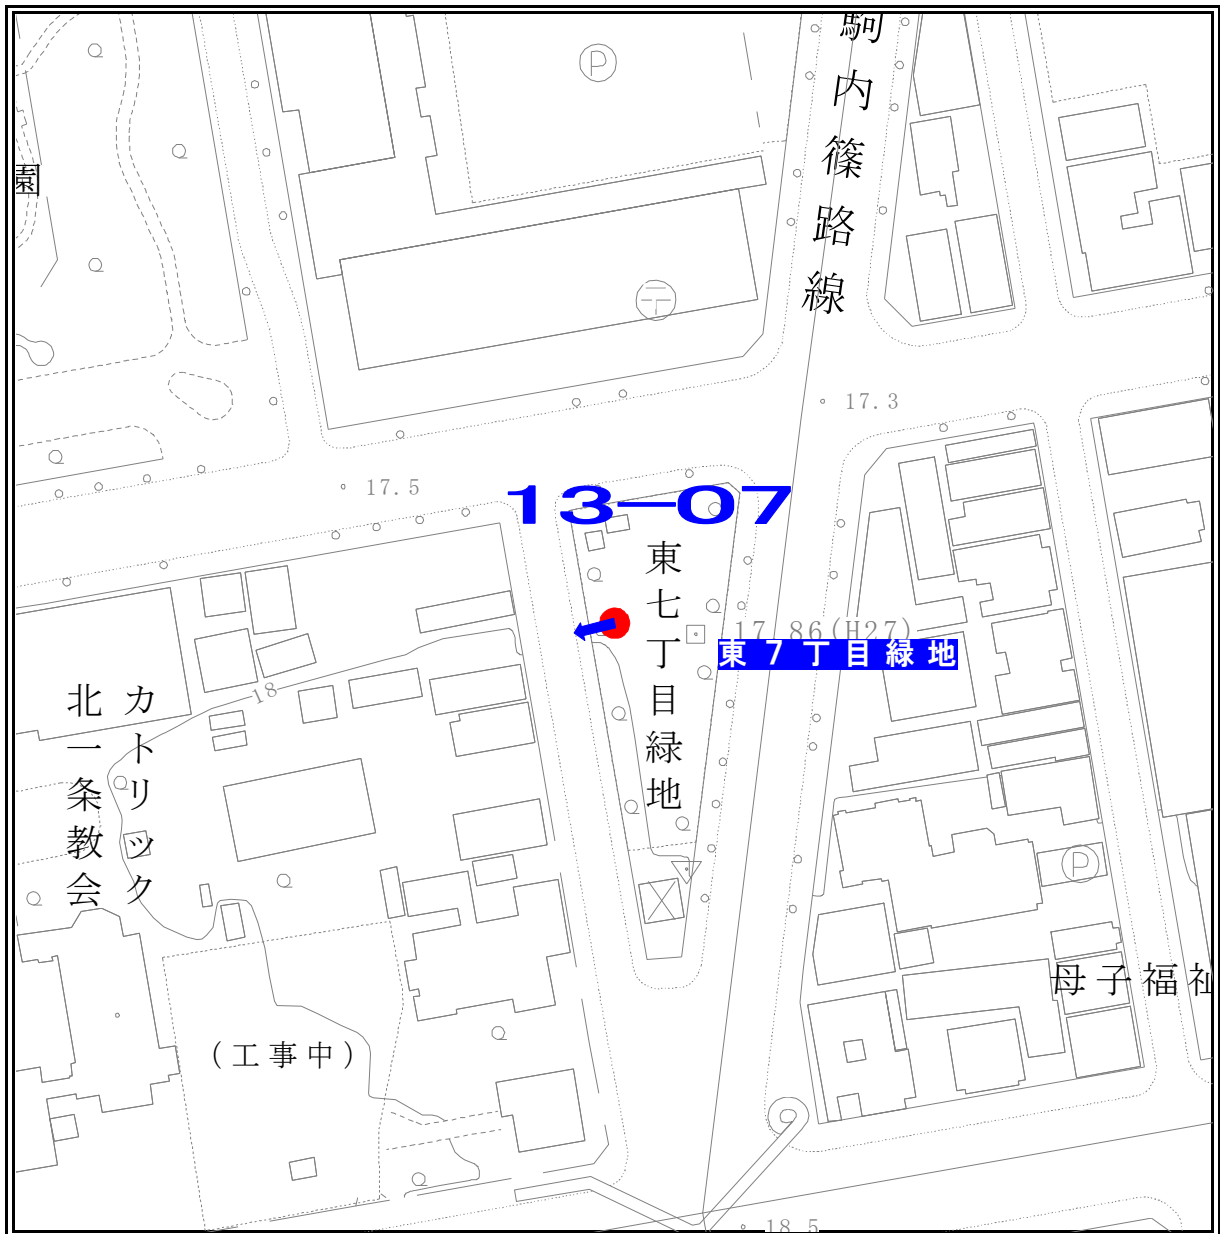 駒内篠路線
P
園
〒
17.3
17.5
13-07
東七丁目緑地
17.86(H27)
東7丁目緑地
18
カトリック
北一条教会
P
母子福祉
(工事中)
18.5